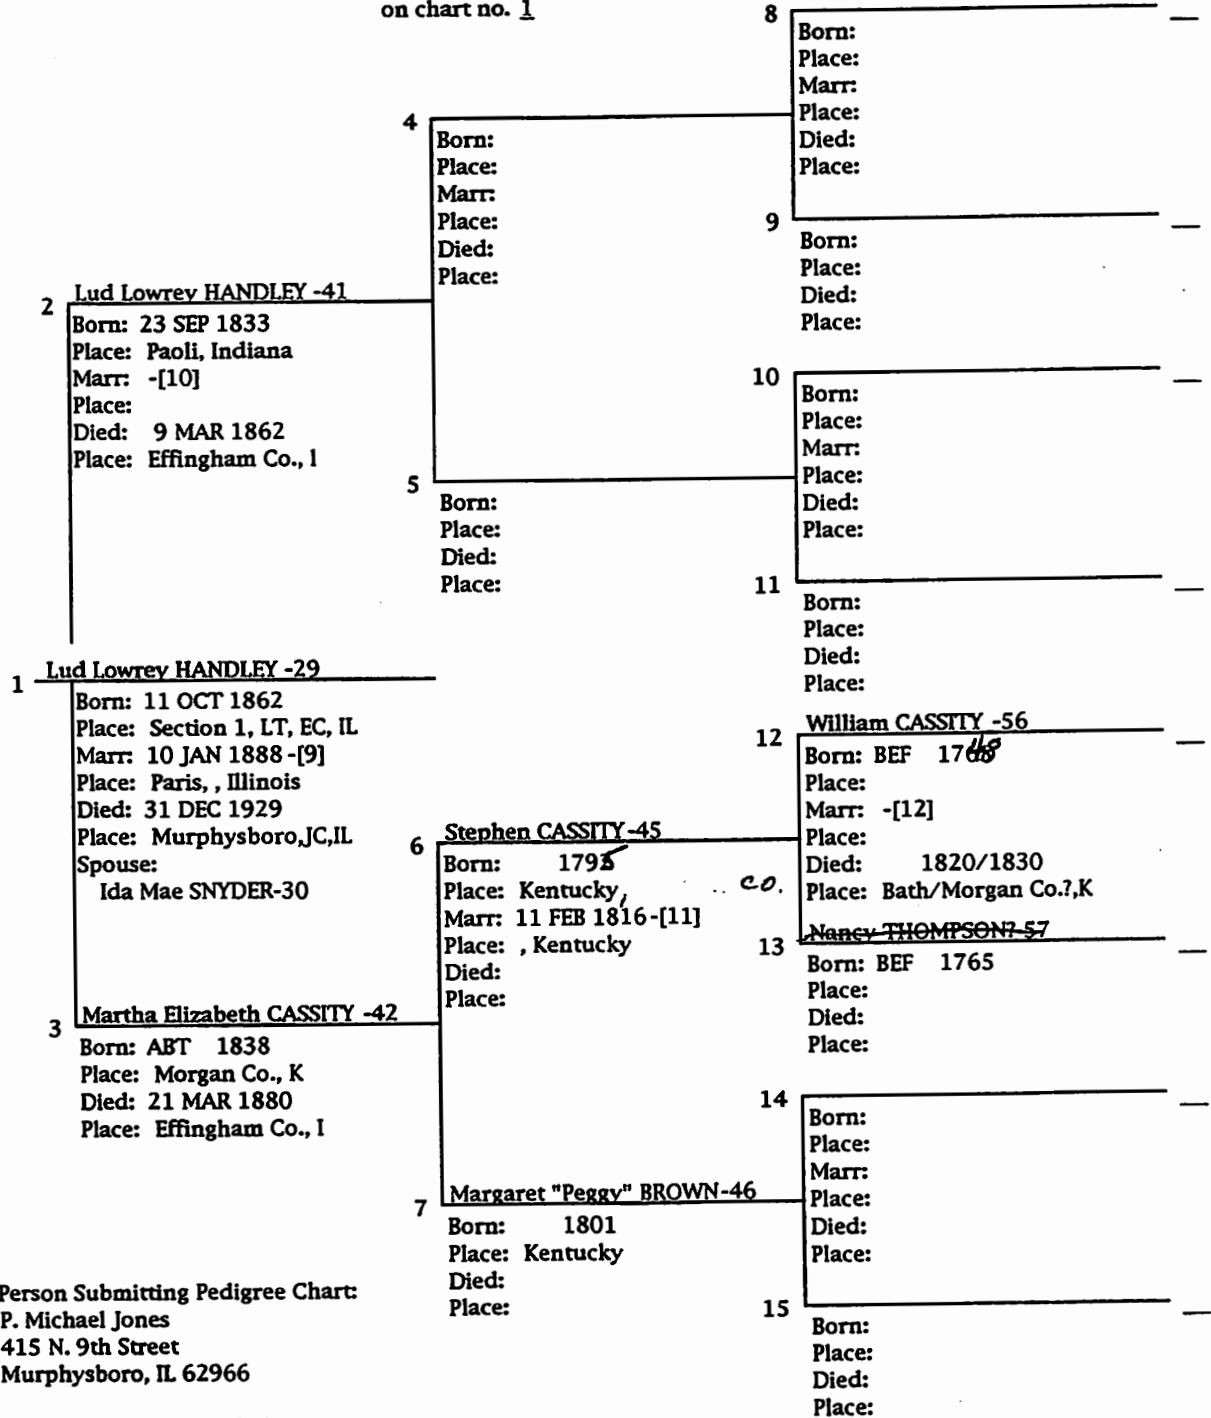 on chart no. 1
8
Born:
Place:
Marr:
Place:
Died:
Place:
4
Born:
Place:
Marr:
Place:
Died:
Place:
9
Born:
Place:
Died:
Place:
2 Lud Lowrey HANDLEY -41
Born: 23 SEP 1833
Place: Paoli, Indiana
Marr: -[10]
Place:
Died: 9 MAR 1862
Place: Effingham Co., I
10
Born:
Place:
Marr:
Place:
Died:
Place:
5
Born:
Place:
Died:
Place:
11
Born:
Place:
Died:
Place:
1 Lud Lowrey HANDLEY -29
Born: 11 OCT 1862
Place: Section 1, LT, EC, IL
Marr: 10 JAN 1888 -[9]
Place: Paris, , Illinois
Died: 31 DEC 1929
Place: Murphysboro,JC,IL
Spouse:
Ida Mae SNYDER-30
12 William CASSITY -56
Born: BEF
Place:
Marr: -[12]
Place:
Died: 1820/1830
Place: Bath/Morgan Co.?,K
6 Stephen CASSITY-45
Born:
Place: Kentucky, co.
Marr: 11 FEB 1816-[11]
Place: , Kentucky
Died:
Place:
13 Nancy THOMPSON?-57
Born: BEF 1765
Place:
Died:
Place:
3 Martha Elizabeth CASSITY -42
Born: ABT 1838
Place: Morgan Co., K
Died: 21 MAR 1880
Place: Effingham Co., I
14
Born:
Place:
Marr:
Place:
Died:
Place:
7 Margaret "Peggy" BROWN-46
Born: 1801
Place: Kentucky
Died:
Place:
15
Born:
Place:
Died:
Place:
Person Submitting Pedigree Chart:
P. Michael Jones
415 N. 9th Street
Murphysboro, IL 62966